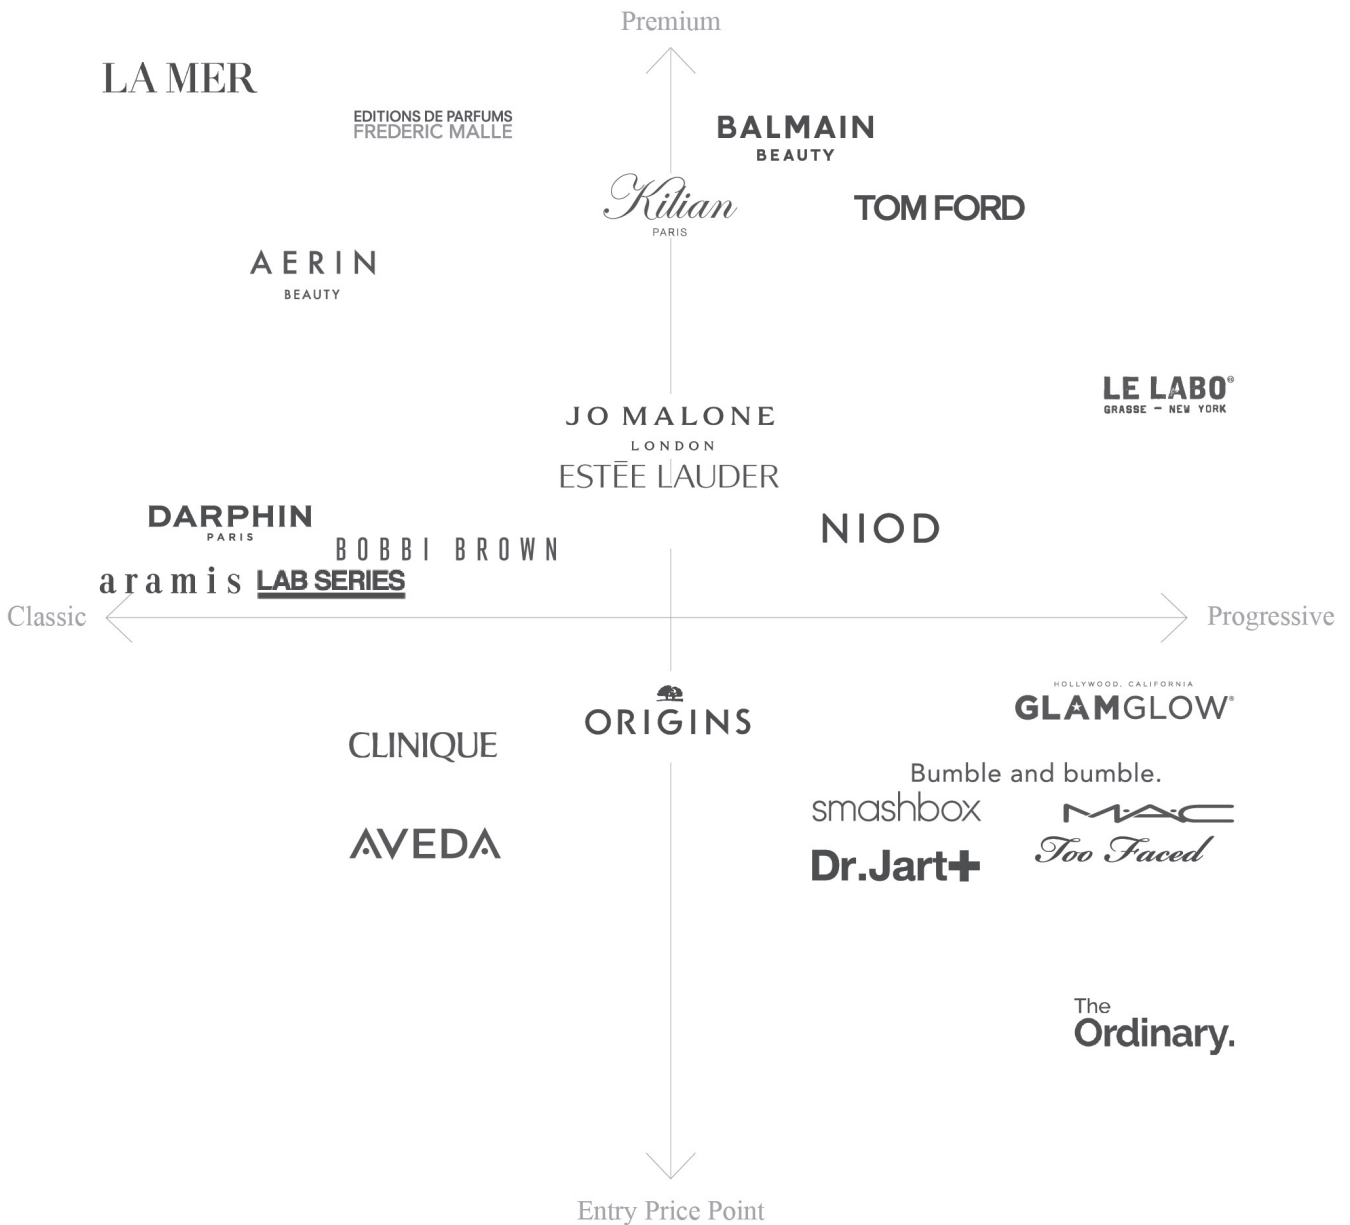 Premium
LA MER
EDITIONS DE PARFUMS
FREDERIC MALLE
BALMAIN
BEAUTY
Kilian
PARIS
TOM FORD
AERIN
BEAUTY
LE LABO®
GRASSE – NEW YORK
JO MALONE
LONDON
ESTĒE LAUDER
DARPHIN
PARIS
NIOD
BOBBI BROWN
aramis
LAB SERIES
Classic
Progressive
ORIGINS
HOLLYWOOD, CALIFORNIA
GLAMGLOW®
CLINIQUE
Bumble and bumble.
smashbox
M·A·C
AVEDA
Dr.Jart+
Too Faced
The
Ordinary.
Entry Price Point